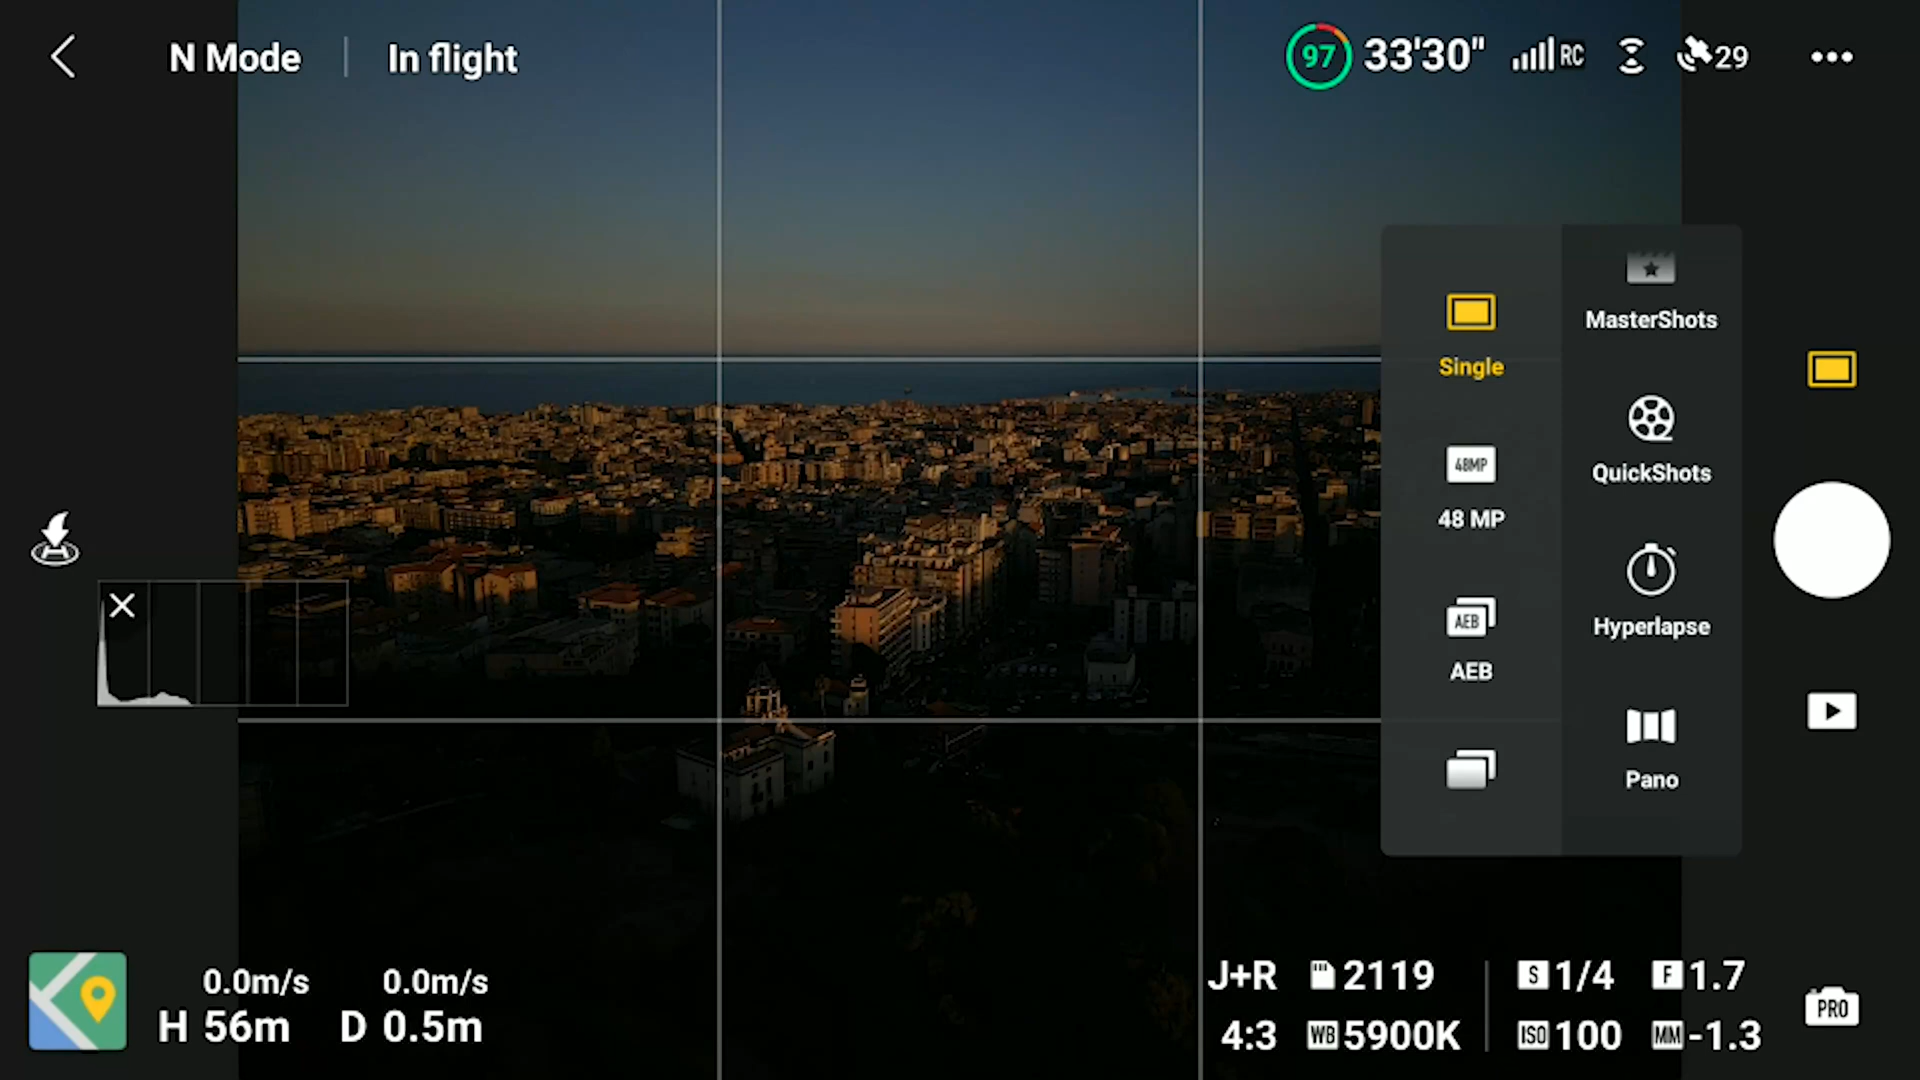 N Mode
In flight
97
33'30"
RC
29
MasterShots
Single
QuickShots
48MP
48 MP
Hyperlapse
AEB
AEB
Pano
0.0m/s
0.0m/s
H 56m
D 0.5m
J+R
2119
S 1/4
F 1.7
4:3
WB 5900K
ISO 100
MM -1.3
PRO